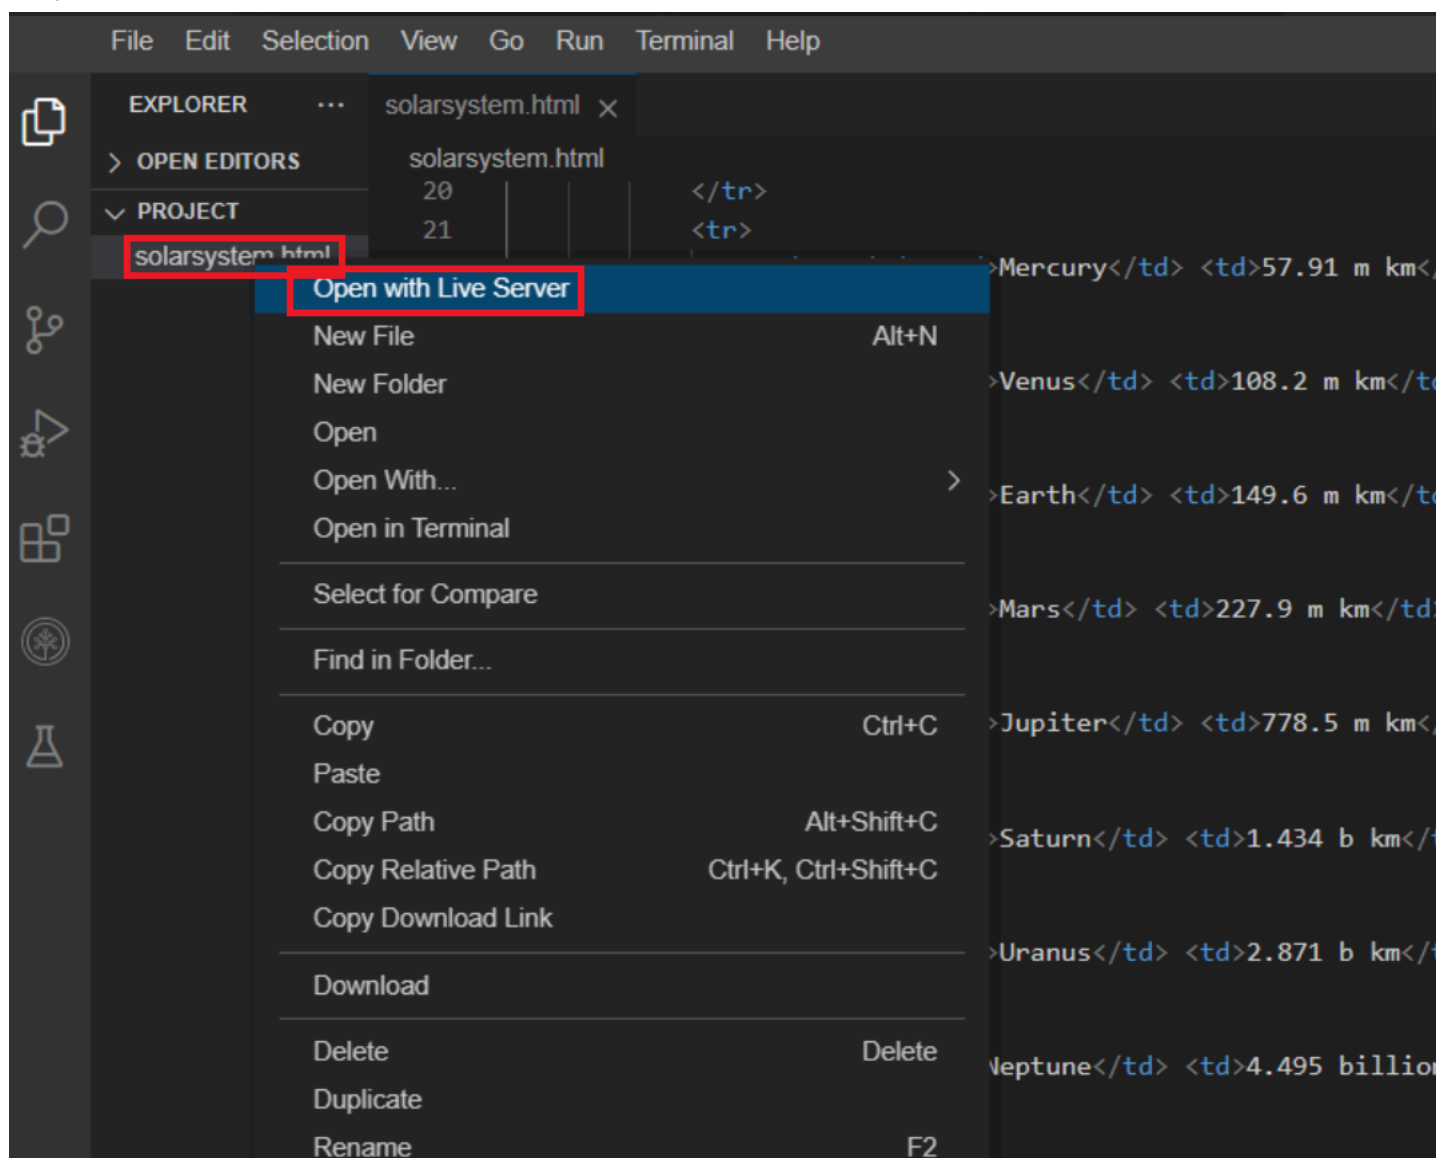 File Edit Selection View Go Run Terminal Help
EXPLORER ··· solarsystem.html ×
OPEN EDITORS
PROJECT
solarsystem.html
solarsystem.html
20 </tr>
21 <tr>
Open with Live Server
New File Alt+N
New Folder
Open
Open With...
Open in Terminal
Select for Compare
Find in Folder...
Copy Ctrl+C
Paste
Copy Path Alt+Shift+C
Copy Relative Path Ctrl+K, Ctrl+Shift+C
Copy Download Link
Download
Delete Delete
Duplicate
Rename F2
>Mercury</td> <td>57.91 m km</
>Venus</td> <td>108.2 m km</td
>Earth</td> <td>149.6 m km</td
>Mars</td> <td>227.9 m km</td>
>Jupiter</td> <td>778.5 m km</
>Saturn</td> <td>1.434 b km</t
>Uranus</td> <td>2.871 b km</t
Neptune</td> <td>4.495 billion